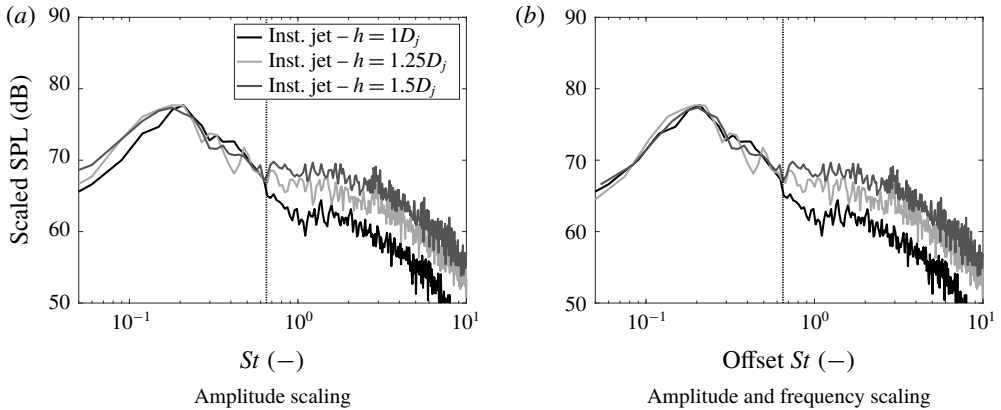 (a)
90
80
70
60
50
Scaled SPL (dB)
Inst. jet – h = 1D_j
Inst. jet – h = 1.25D_j
Inst. jet – h = 1.5D_j
10^{-1}
10^0
10^1
St (–)
Amplitude scaling
(b)
90
80
70
60
50
10^{-1}
10^0
10^1
Offset St (–)
Amplitude and frequency scaling